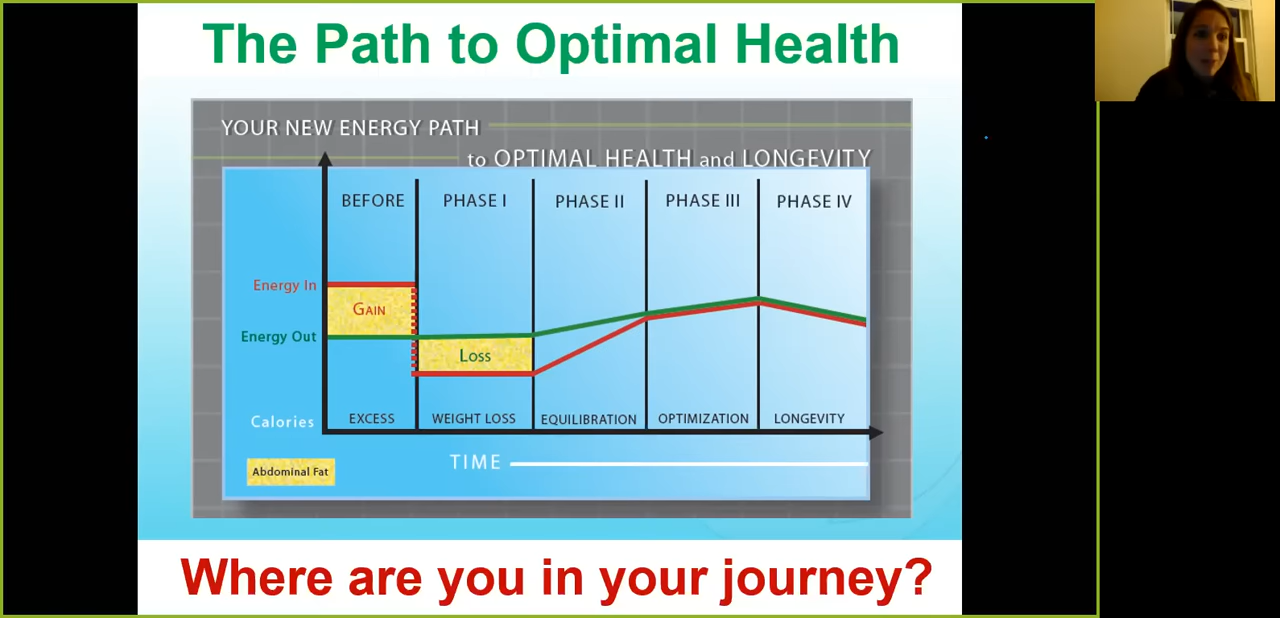 The Path to Optimal Health
YOUR NEW ENERGY PATH
to OPTIMAL HEALTH and LONGEVITY
BEFORE PHASE I PHASE II PHASE III PHASE IV
Energy In
GAIN
Energy Out
LOSS
Calories EXCESS WEIGHT LOSS EQUILIBRATION OPTIMIZATION LONGEVITY
TIME
Abdominal Fat
Where are you in your journey?